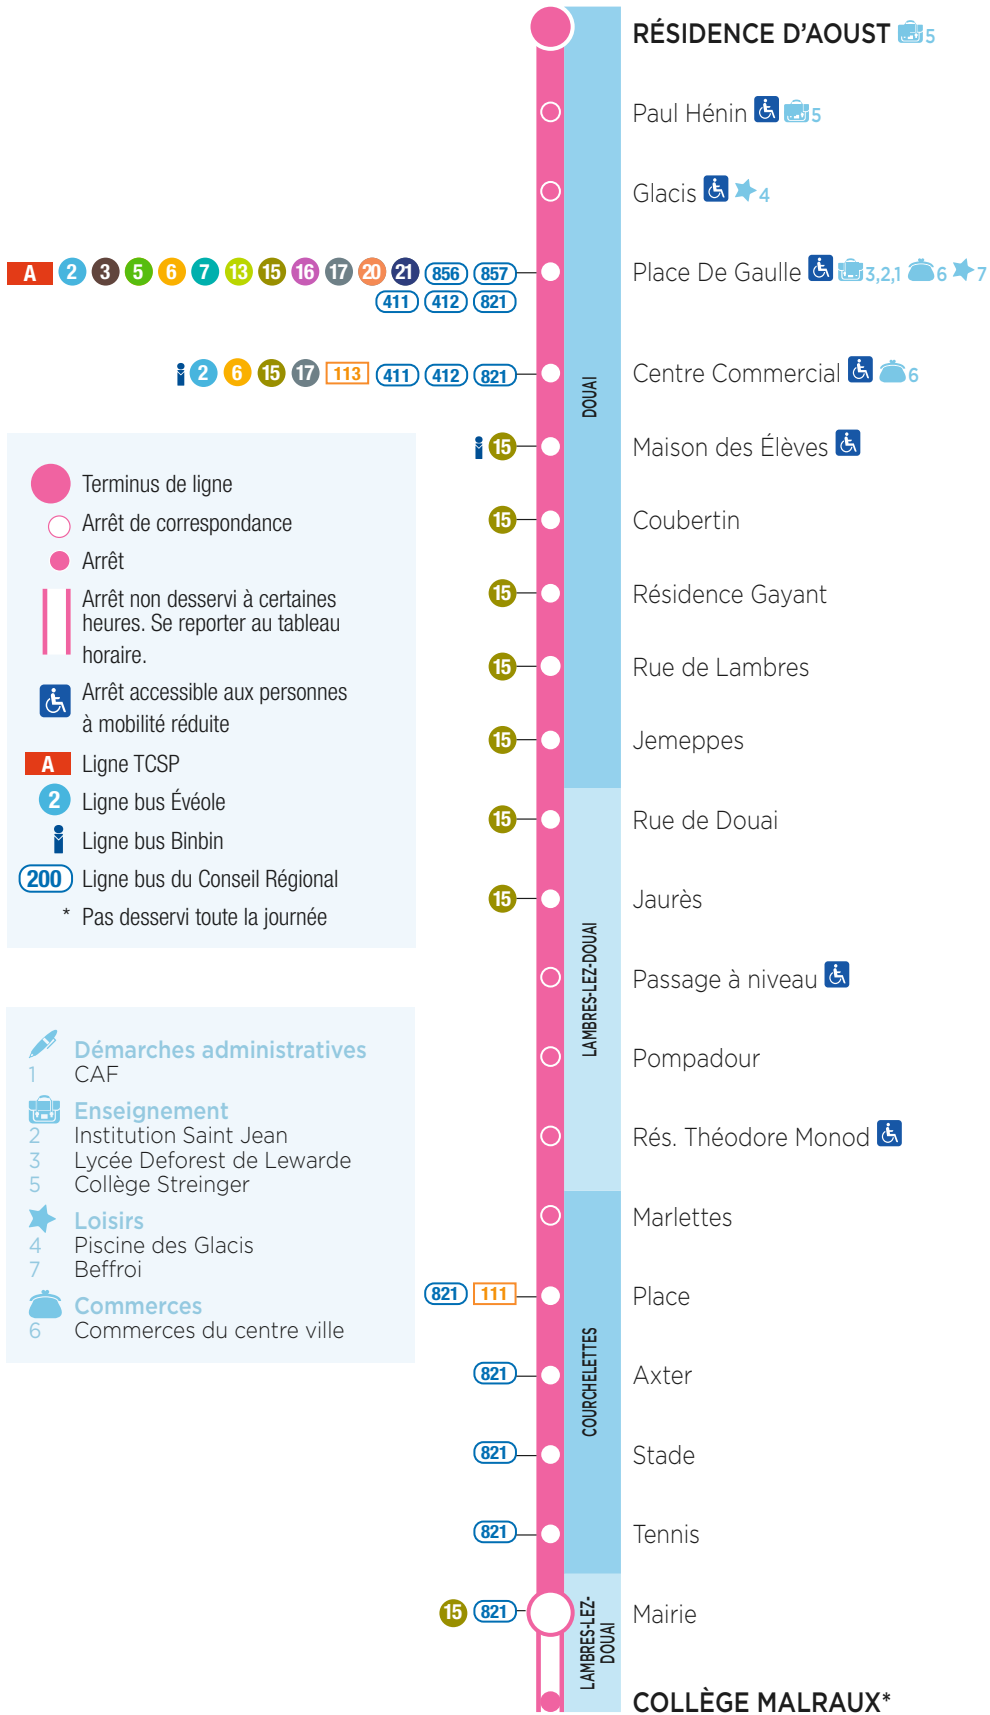 RÉSIDENCE D'AOUST 5
Paul Hénin 5
Glacis 4
A 2 3 5 6 7 13 15 16 17 20 21 856 857
411 412 821
Place De Gaulle 3,2,1 6 7
2 6 15 17 113 411 412 821
Centre Commercial 6
DOUAI
15
Maison des Élèves
15
Coubertin
15
Résidence Gayant
15
Rue de Lambres
15
Jemeppes
15
Rue de Douai
15
Jaurès
LAMBRES-LEZ-DOUAI
Passage à niveau
Pompadour
Rés. Théodore Monod
Marlettes
821 111
Place
COURCHELETTES
821
Axter
821
Stade
821
Tennis
15 821
Mairie
LAMBRES-LEZ-
DOUAI
COLLÈGE MALRAUX*
Terminus de ligne
Arrêt de correspondance
Arrêt
Arrêt non desservi à certaines
heures. Se reporter au tableau
horaire.
Arrêt accessible aux personnes
à mobilité réduite
A Ligne TCSP
2 Ligne bus Évéole
Ligne bus Binbin
200 Ligne bus du Conseil Régional
* Pas desservi toute la journée
Démarches administratives
1 CAF
Enseignement
2 Institution Saint Jean
3 Lycée Deforest de Lewarde
5 Collège Streinger
Loisirs
4 Piscine des Glacis
7 Beffroi
Commerces
6 Commerces du centre ville